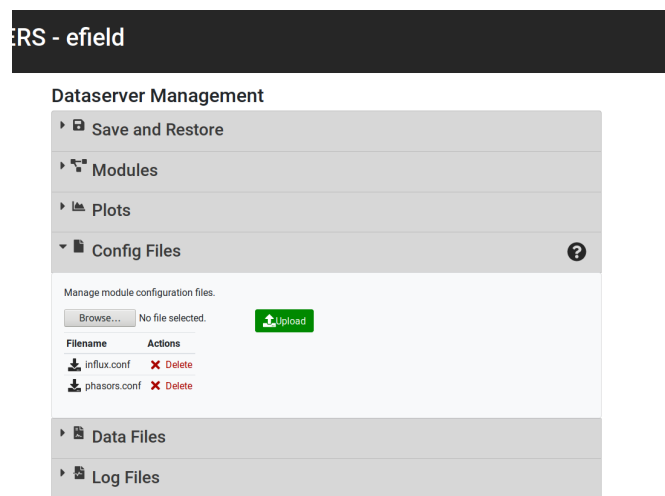 ERS - efield
Dataserver Management
Save and Restore
Modules
Plots
Config Files
Manage module configuration files.
Browse... No file selected. Upload
Filename Actions
influx.conf Delete
phasors.conf Delete
Data Files
Log Files